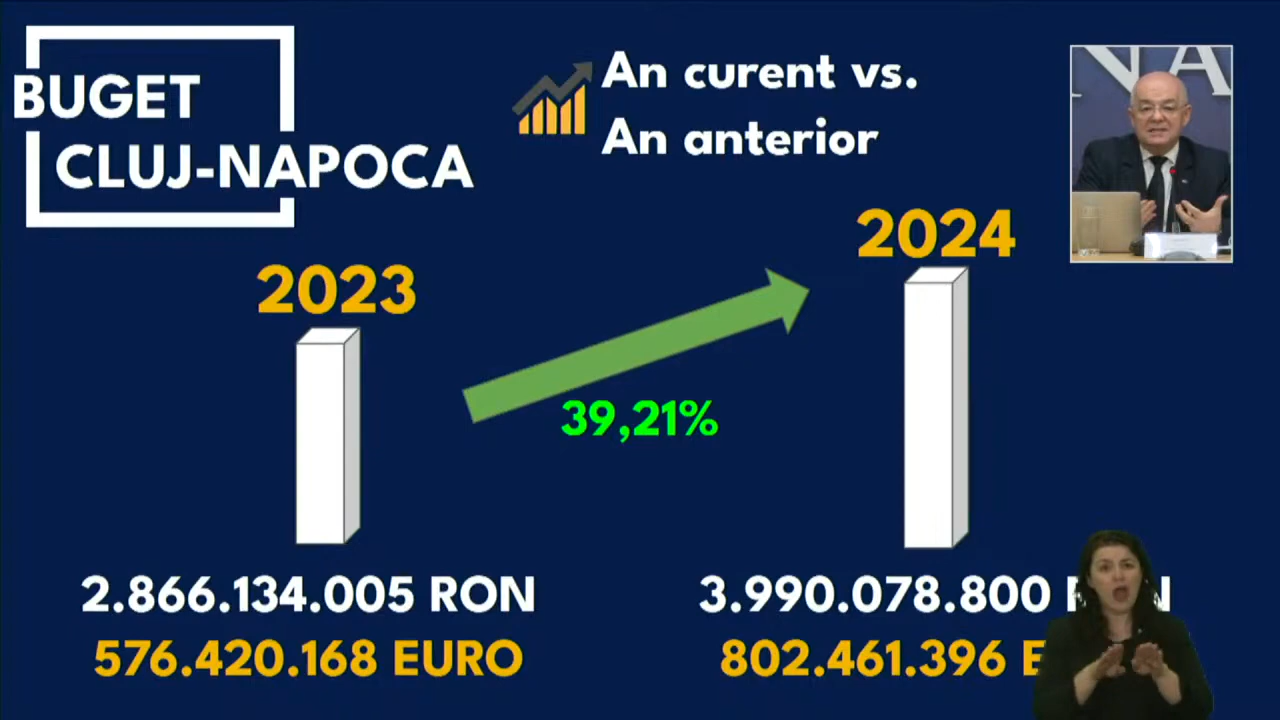 BUGET
CLUJ-NAPOCA
An curent vs.
An anterior
NA
2023
2024
39,21%
2.866.134.005 RON
576.420.168 EURO
3.990.078.800
802.461.396